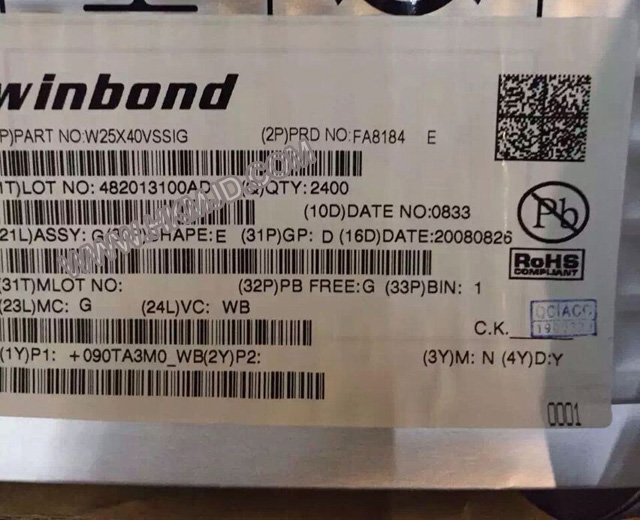 winbond
P)PART NO:W25X40VSSIG (2P)PRD NO:FA8184 E
1T)LOT NO: 482013100AD (Q)QTY:2400
(10D)DATE NO:0833
21L)ASSY: G SHAPE:E (31P)GP: D (16D)DATE:20080826
Pb
RoHS
COMPLIANT
(31T)MLOT NO: (32P)PB FREE:G (33P)BIN: 1
(23L)MC: G (24L)VC: WB
QC(ACC
C.K.
(1Y)P1: +090TA3M0_WB(2Y)P2: (3Y)M: N (4Y)D:Y
0001